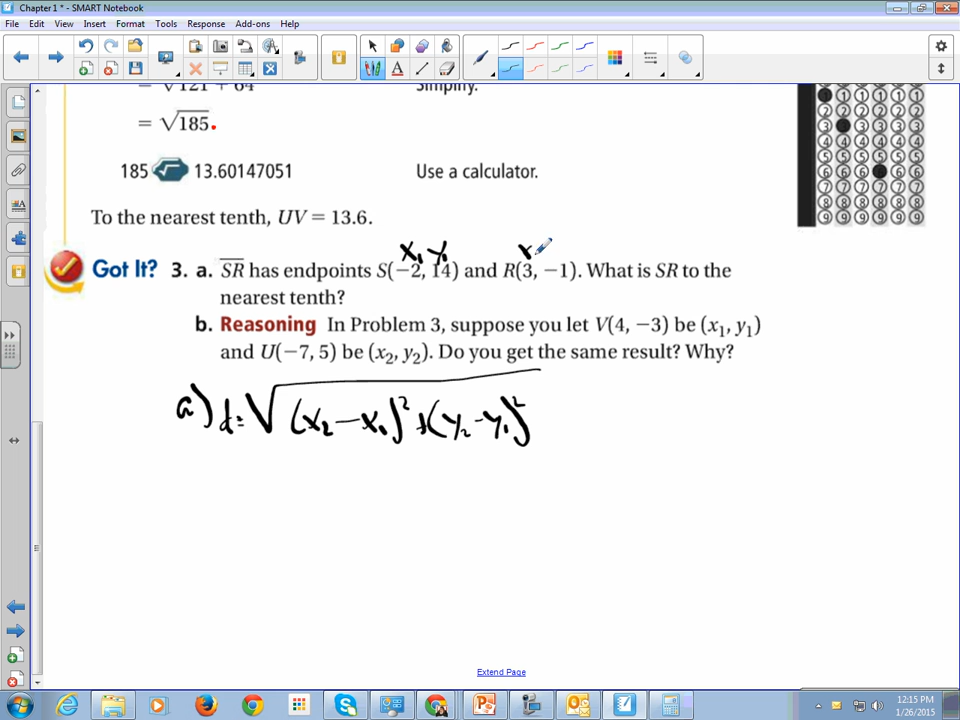 Chapter1 * - SMART Notebook
File Edit View Insert Format Tools Response Add-ons Help
= √121 + 64 Simplify.
= √185.
185 √ 13.60147051 Use a calculator.
To the nearest tenth, UV = 13.6.
x₁ y₁ x
Got It? 3. a. SR has endpoints S(−2, 14) and R(3, −1). What is SR to the
nearest tenth?
b. Reasoning In Problem 3, suppose you let V(4, −3) be (x₁, y₁)
and U(−7, 5) be (x₂, y₂). Do you get the same result? Why?
a) d = √(x₂ − x₁)² + (y₂ - y₁)²
Extend Page
12:15 PM
1/26/2015